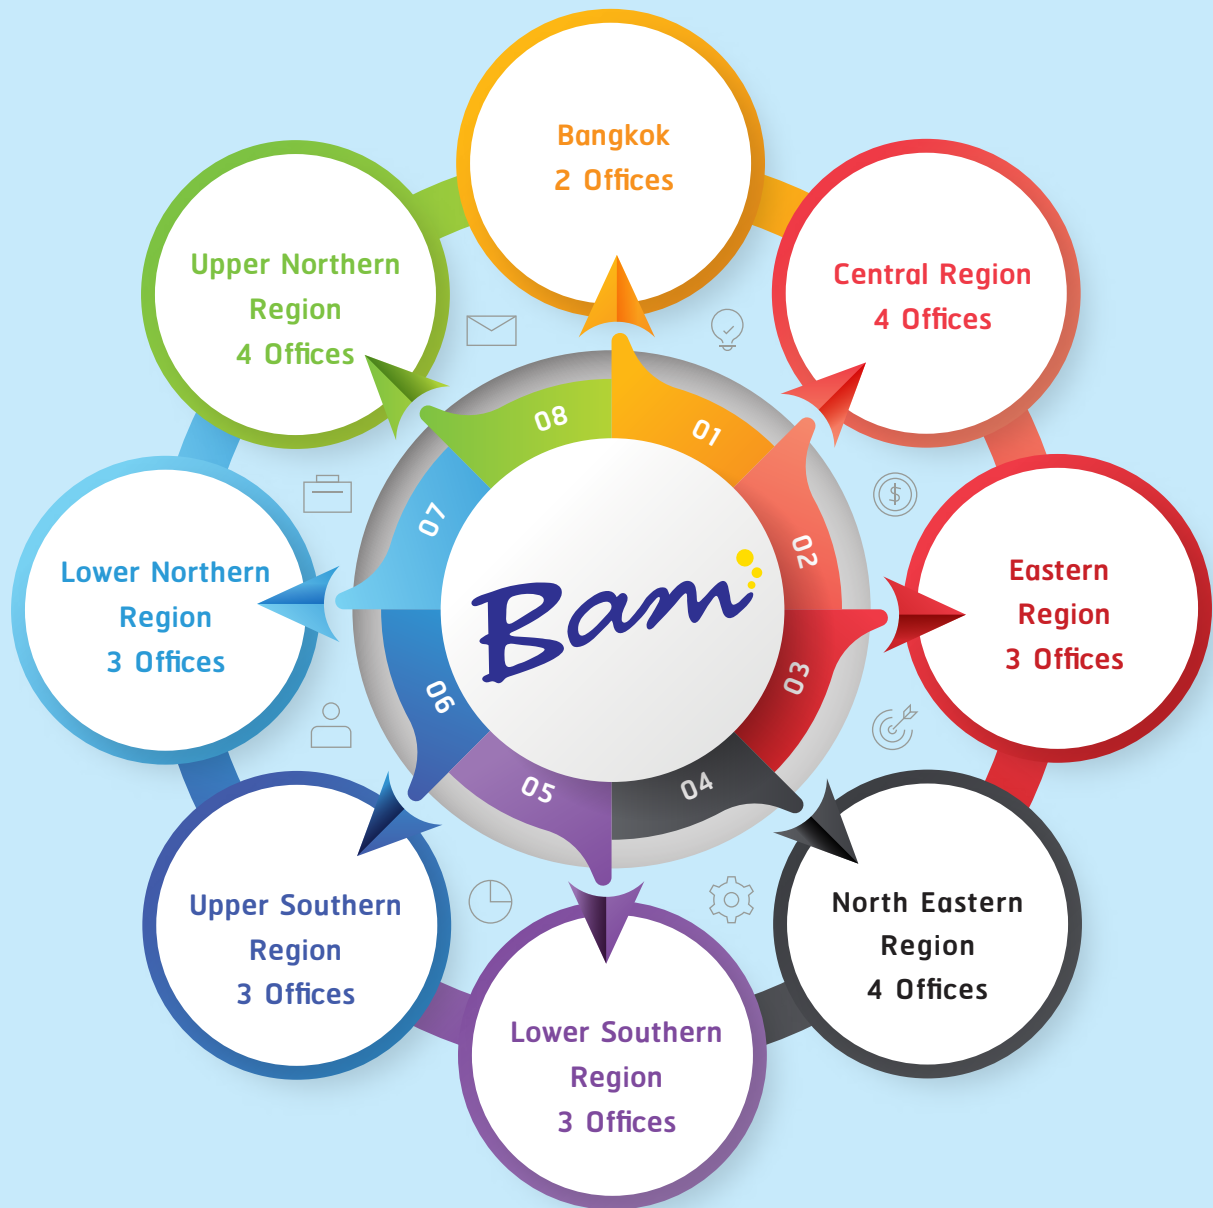 Bangkok
2 Offices
Central Region
4 Offices
Eastern
Region
3 Offices
North Eastern
Region
4 Offices
Lower Southern
Region
3 Offices
Upper Southern
Region
3 Offices
Lower Northern
Region
3 Offices
Upper Northern
Region
4 Offices
01
02
03
04
05
06
07
08
Bam
$